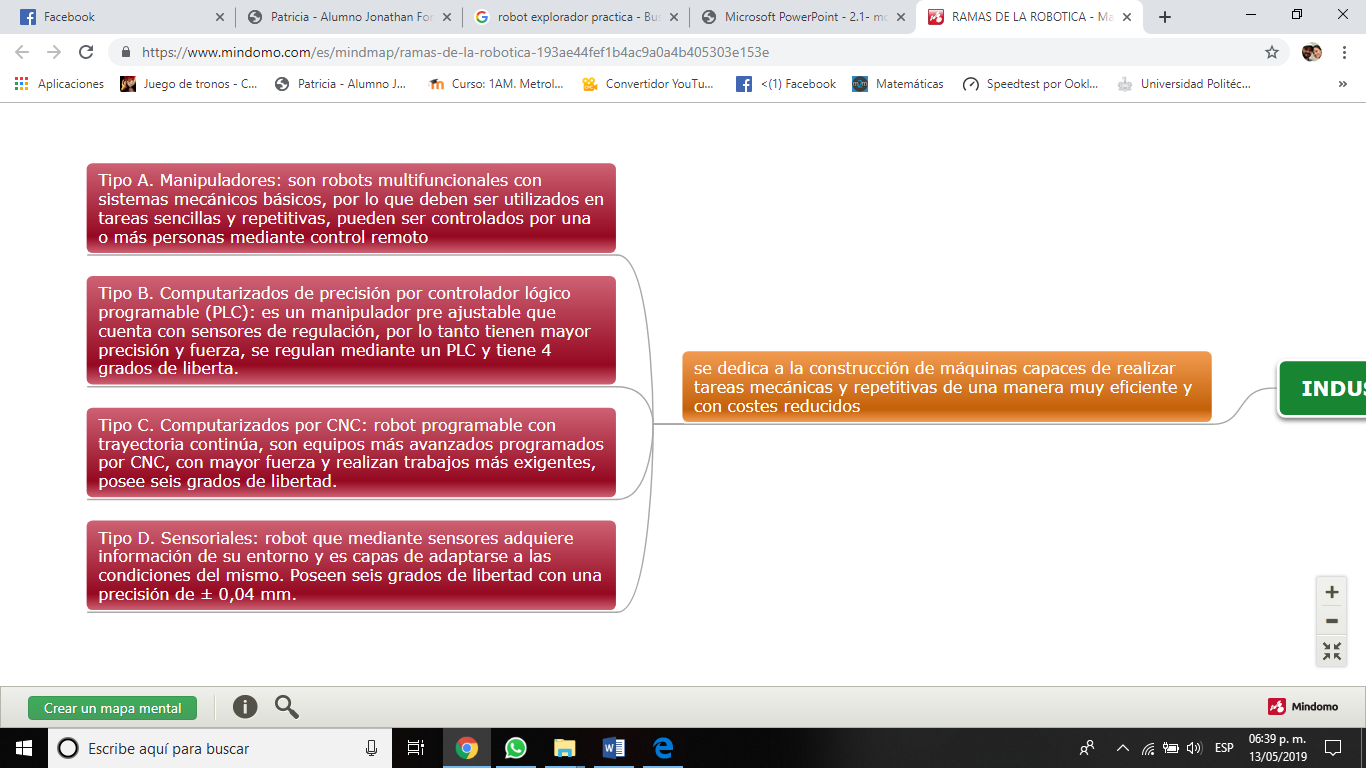 Facebook
Patricia - Alumno Jonathan For
robot explorador practica - Bus
Microsoft PowerPoint - 2.1- mo
RAMAS DE LA ROBOTICA - Ma
https://www.mindomo.com/es/mindmap/ramas-de-la-robotica-193ae44fef1b4ac9a0a4b405303e153e
Aplicaciones
Juego de tronos - C...
Patricia - Alumno J...
Curso: 1AM. Metrol...
Convertidor YouTu...
<(1) Facebook
Matemáticas
Speedtest por Ookl...
Universidad Politéc...
»
Tipo A. Manipuladores: son robots multifuncionales con
sistemas mecánicos básicos, por lo que deben ser utilizados en
tareas sencillas y repetitivas, pueden ser controlados por una
o más personas mediante control remoto
Tipo B. Computarizados de precisión por controlador lógico
programable (PLC): es un manipulador pre ajustable que
cuenta con sensores de regulación, por lo tanto tienen mayor
precisión y fuerza, se regulan mediante un PLC y tiene 4
grados de liberta.
Tipo C. Computarizados por CNC: robot programable con
trayectoria continúa, son equipos más avanzados programados
por CNC, con mayor fuerza y realizan trabajos más exigentes,
posee seis grados de libertad.
Tipo D. Sensoriales: robot que mediante sensores adquiere
información de su entorno y es capas de adaptarse a las
condiciones del mismo. Poseen seis grados de libertad con una
precisión de ± 0,04 mm.
se dedica a la construcción de máquinas capaces de realizar
tareas mecánicas y repetitivas de una manera muy eficiente y
con costes reducidos
INDUS
Crear un mapa mental
Mindomo
Escribe aquí para buscar
ESP
06:39 p. m.
13/05/2019